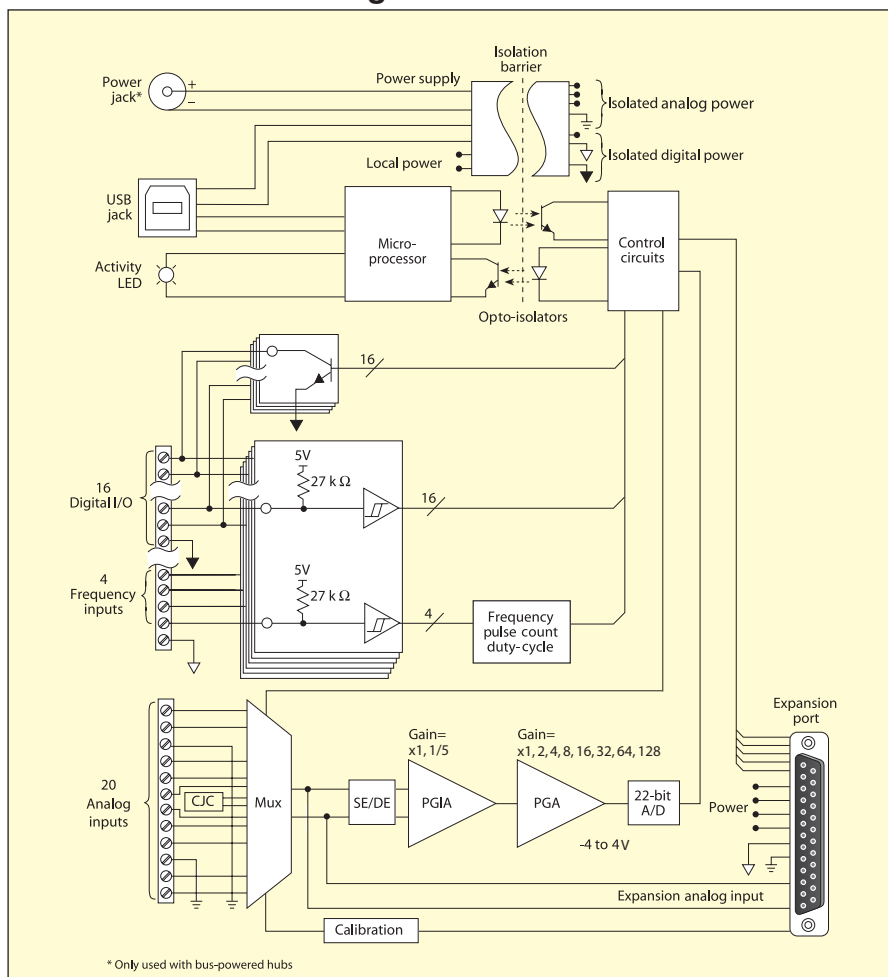 Isolation
barrier
Power
jack*
+
–
Power supply
Isolated analog power
Isolated digital power
Local power
USB
jack
Micro-
processor
Control
circuits
Activity
LED
Opto-isolators
16
5V
27 k Ω
16
16
Digital I/O
5V
27 k Ω
4
4
Frequency
inputs
Frequency
pulse count
duty-cycle
Expansion
port
Gain=
x1, 1/5
Gain=
x1, 2, 4, 8, 16, 32, 64, 128
20
Analog
inputs
CJC
Mux
SE/DE
PGIA
PGA
22-bit
A/D
Power
-4 to 4V
Expansion analog input
Calibration
* Only used with bus-powered hubs